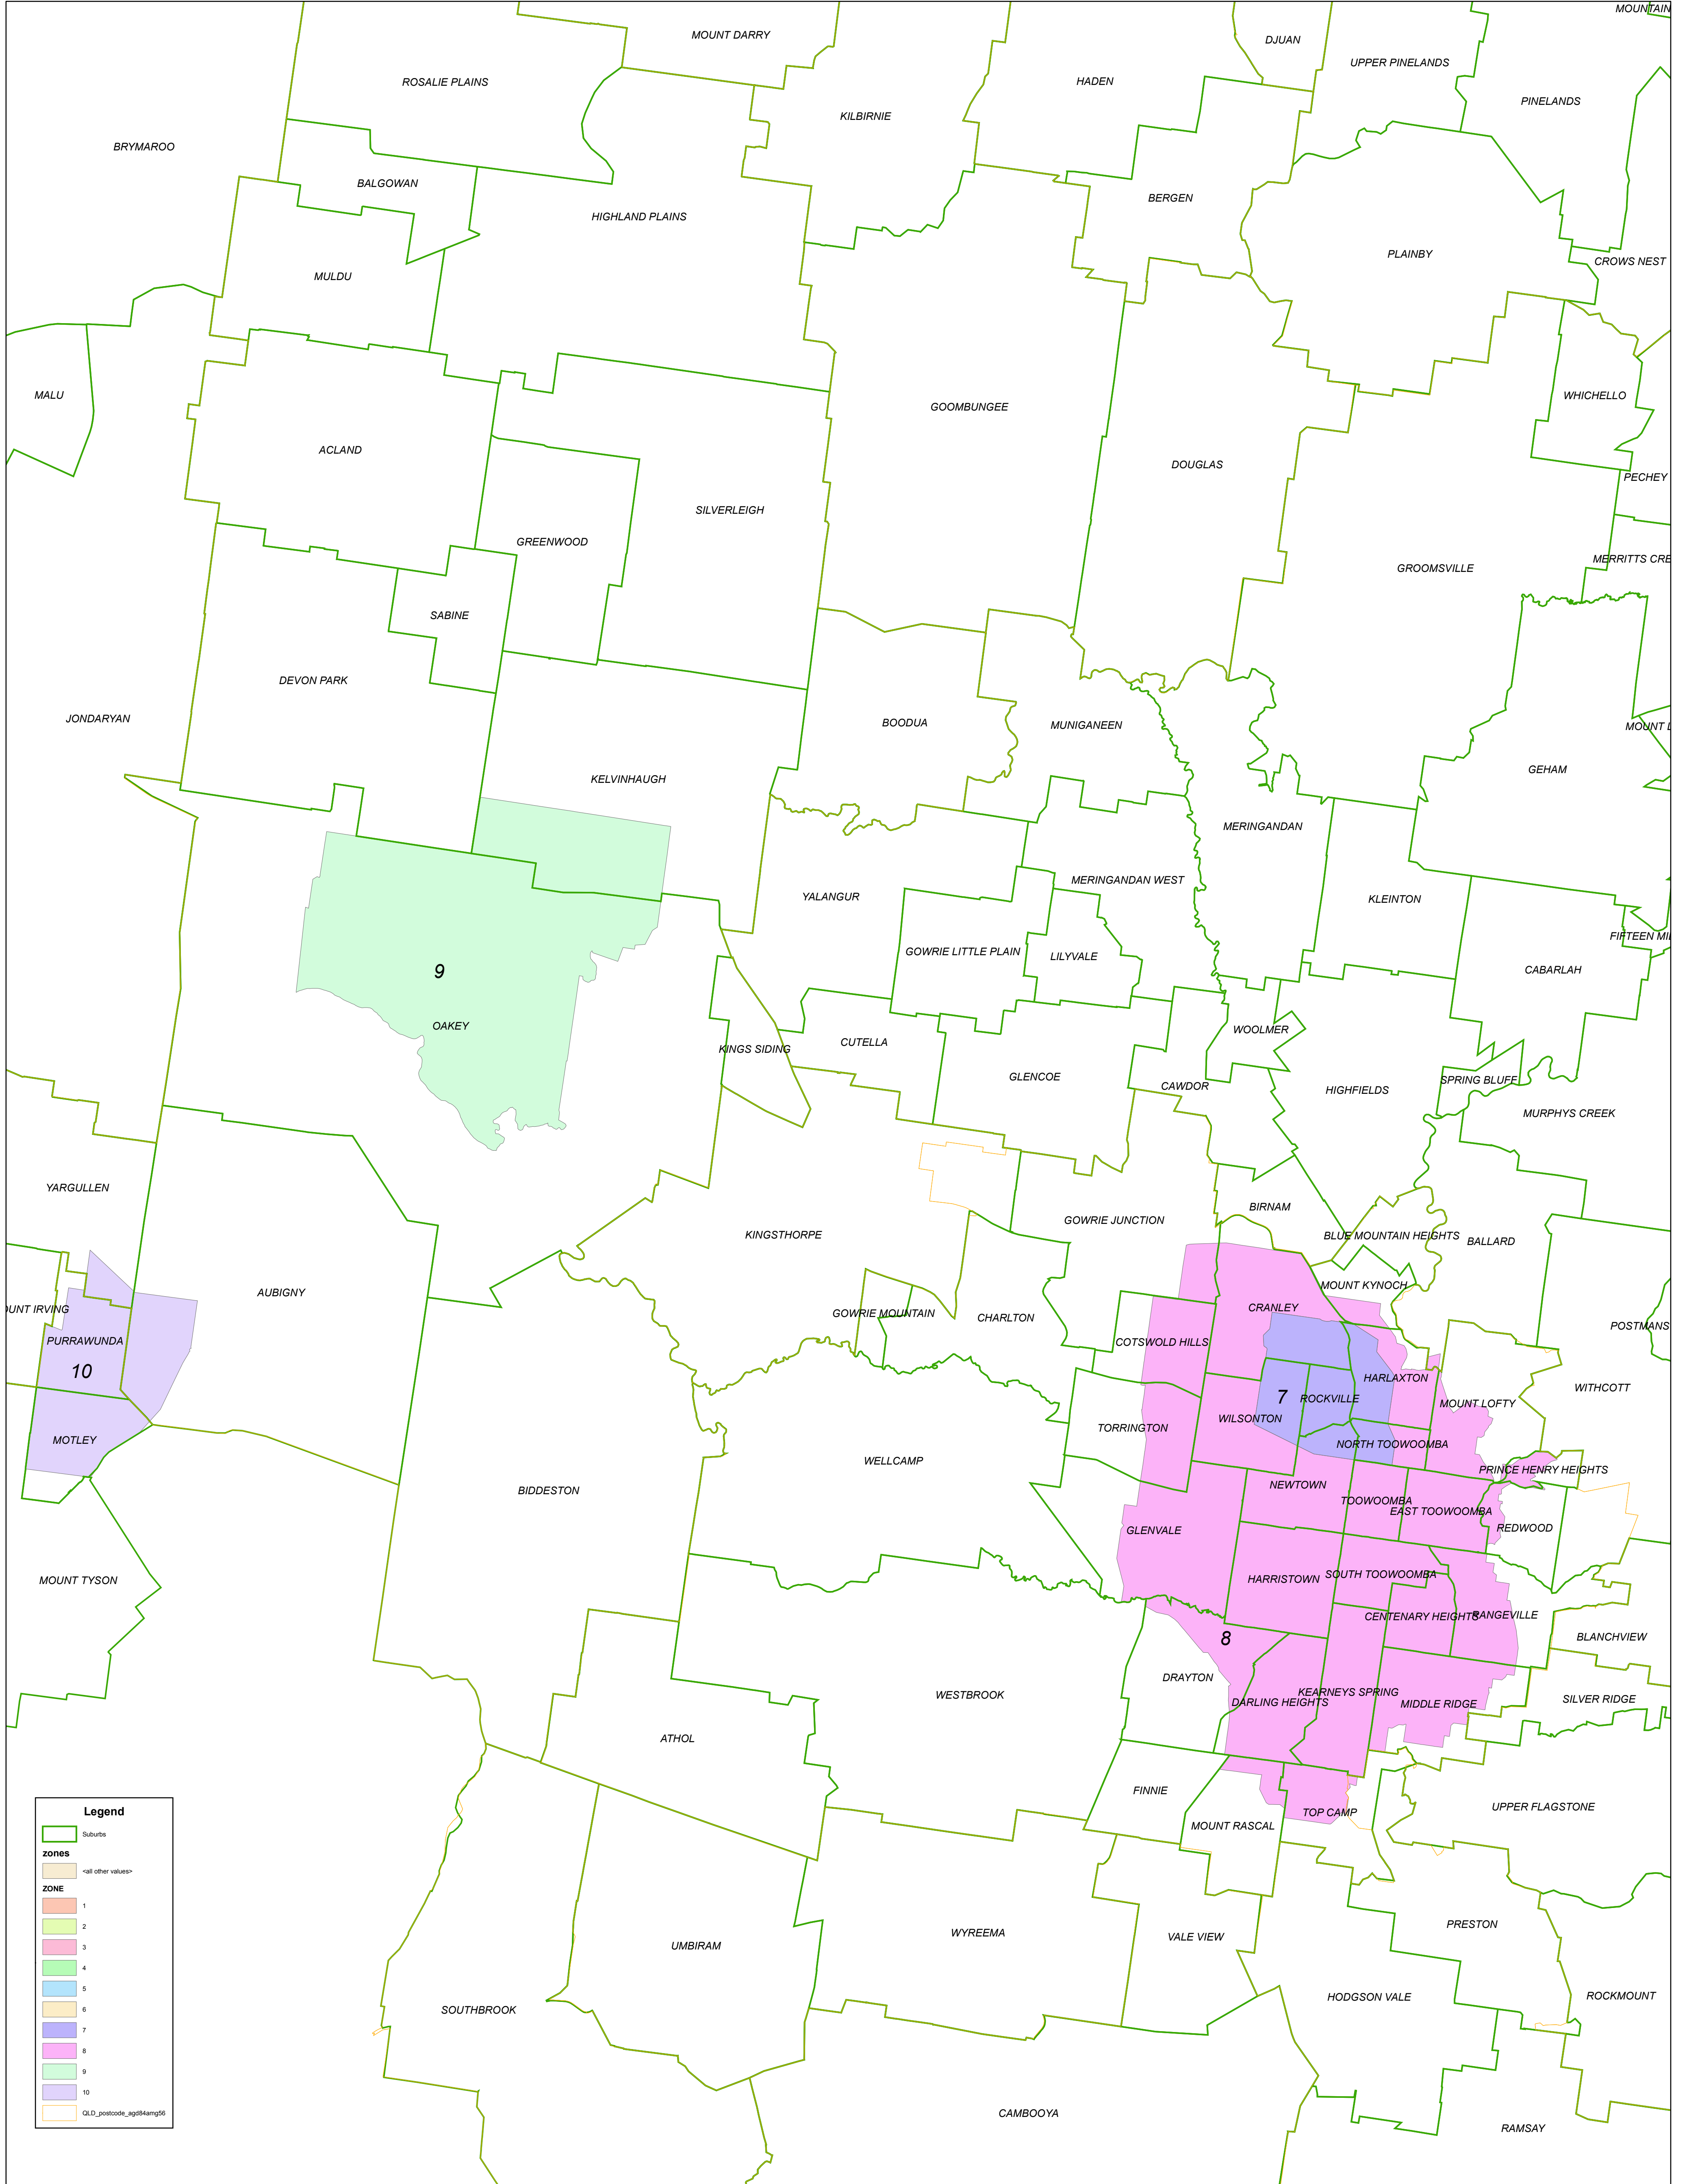 MOUNTAIN
MOUNT DARRY
DJUAN
UPPER PINELANDS
ROSALIE PLAINS
HADEN
PINELANDS
KILBIRNIE
BRYMAROO
BALGOWAN
BERGEN
HIGHLAND PLAINS
PLAINBY
CROWS NEST
MULDU
MALU
WHICHELLO
GOOMBUNGEE
ACLAND
DOUGLAS
PECHEY
SILVERLEIGH
GREENWOOD
MERRITTS CRE
GROOMSVILLE
SABINE
DEVON PARK
JONDARYAN
BOODUA
MUNIGANEEN
MOUNT L
GEHAM
KELVINHAUGH
MERINGANDAN
MERINGANDAN WEST
YALANGUR
KLEINTON
FIFTEEN MI
GOWRIE LITTLE PLAIN
LILYVALE
9
CABARLAH
OAKEY
WOOLMER
CUTELLA
KINGS SIDING
GLENCOE
SPRING BLUFF
CAWDOR
HIGHFIELDS
MURPHYS CREEK
YARGULLEN
BIRNAM
GOWRIE JUNCTION
KINGSTHORPE
BLUE MOUNTAIN HEIGHTS
BALLARD
MOUNT KYNOCH
AUBIGNY
OUNT IRVING
CRANLEY
GOWRIE MOUNTAIN
CHARLTON
POSTMANS
PURRAWUNDA
COTSWOLD HILLS
10
HARLAXTON
WITHCOTT
7
ROCKVILLE
MOUNT LOFTY
WILSONTON
TORRINGTON
MOTLEY
NORTH TOOWOOMBA
WELLCAMP
PRINCE HENRY HEIGHTS
NEWTOWN
BIDDESTON
TOOWOOMBA
EAST TOOWOOMBA
REDWOOD
GLENVALE
SOUTH TOOWOOMBA
HARRISTOWN
MOUNT TYSON
CENTENARY HEIGHTS
RANGEVILLE
8
BLANCHVIEW
DRAYTON
KEARNEYS SPRING
WESTBROOK
SILVER RIDGE
DARLING HEIGHTS
MIDDLE RIDGE
ATHOL
FINNIE
UPPER FLAGSTONE
TOP CAMP
MOUNT RASCAL
PRESTON
WYREEMA
VALE VIEW
UMBIRAM
ROCKMOUNT
HODGSON VALE
SOUTHBROOK
CAMBOOYA
RAMSAY
Legend
Suburbs
zones
<all other values>
ZONE
1
2
3
4
5
6
7
8
9
10
QLD_postcode_agd84amg56